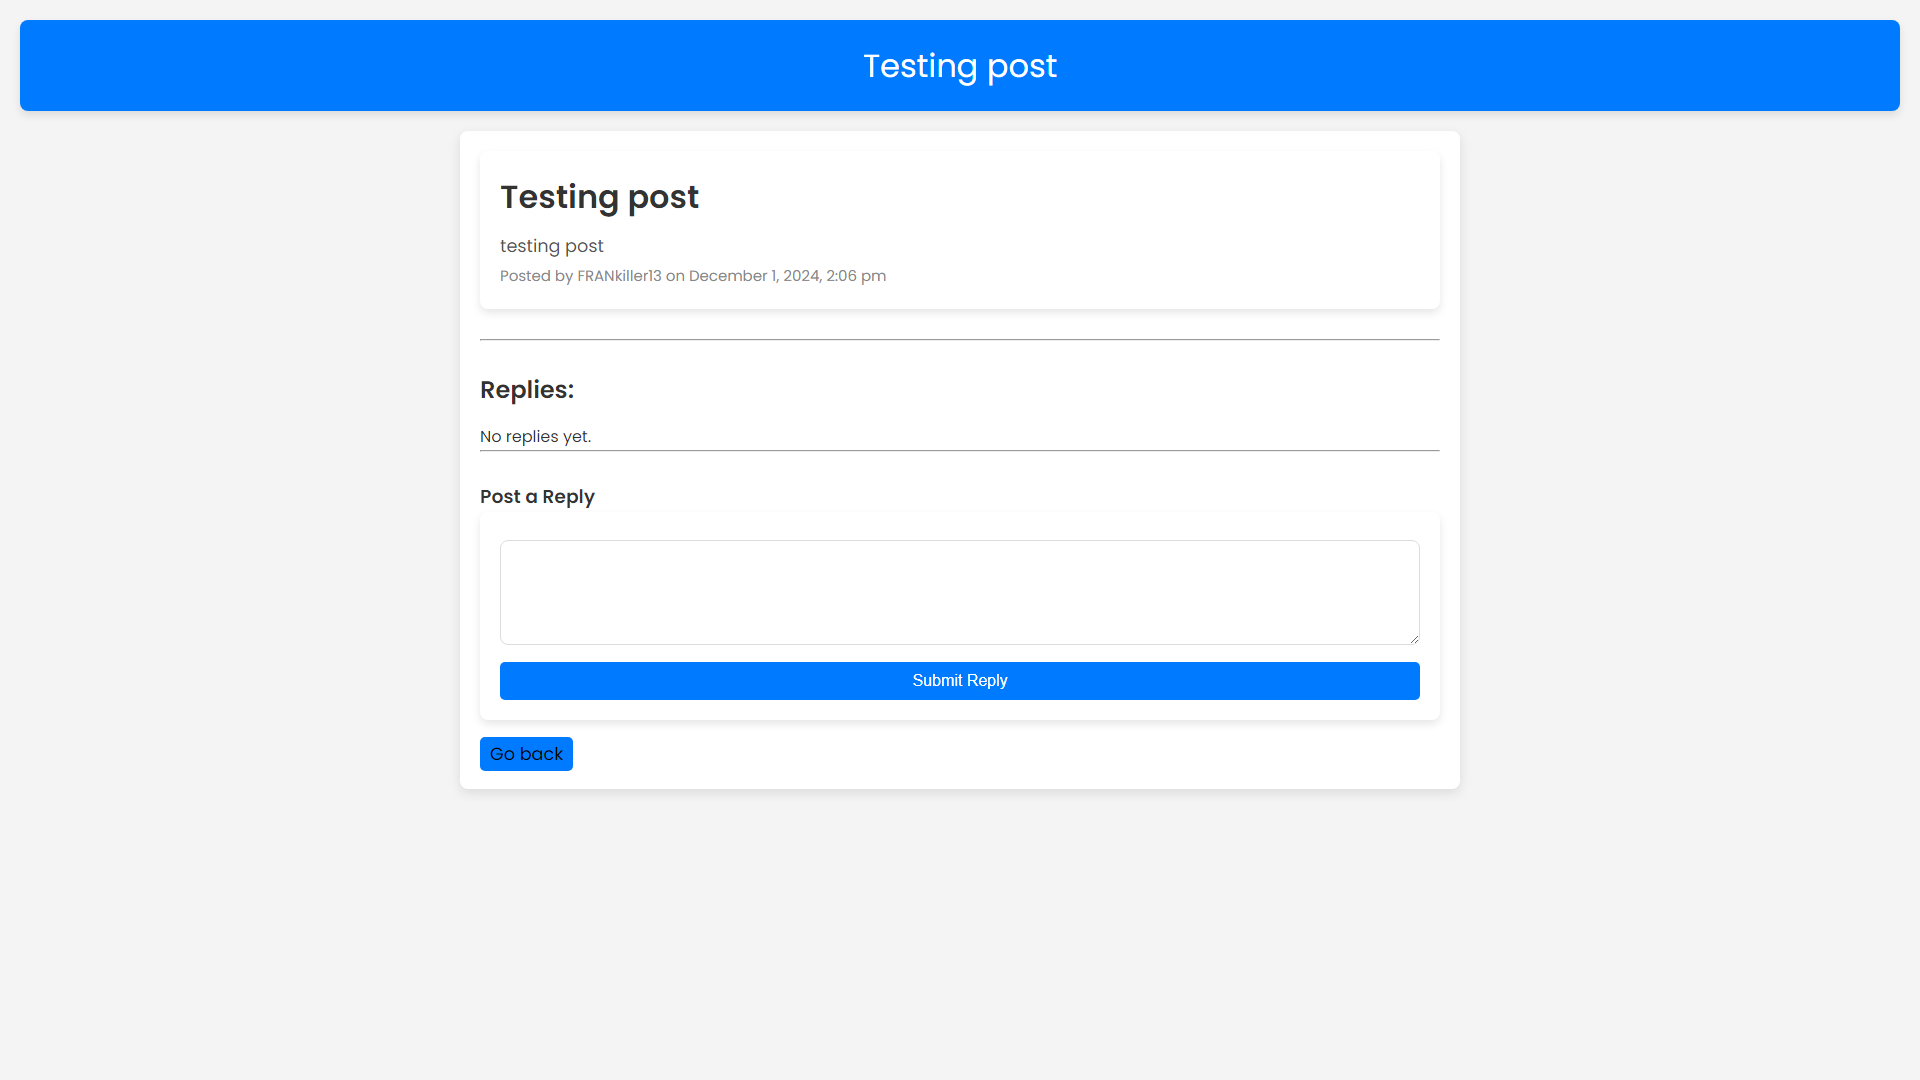 Testing post
Testing post
testing post
Posted by FRANkiller13 on December 1, 2024, 2:06 pm
Replies:
No replies yet.
Post a Reply
Submit Reply
Go back